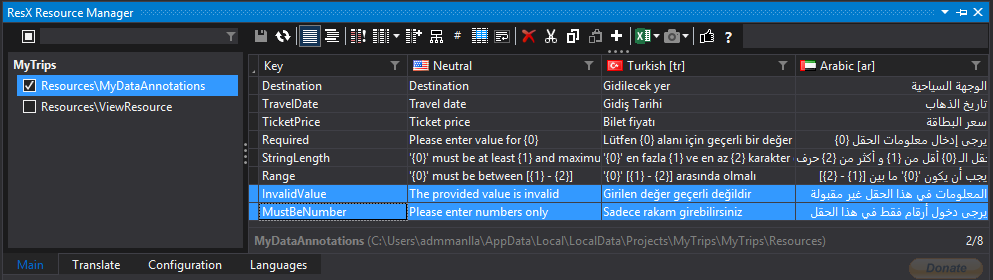 ResX Resource Manager
MyTrips
Resources\MyDataAnnotations
Resources\ViewResource
Key Neutral Turkish [tr] Arabic [ar]
Destination Destination Gidilecek yer الوجهة السياحية
TravelDate Travel date Gidiş Tarihi تاريخ الذهاب
TicketPrice Ticket price Bilet fiyatı سعر البطاقة
Required Please enter value for {0} Lütfen {0} alanı için geçerli bir değer يرجى إدخال معلومات الحقل {0}
StringLength '{0}' must be at least {1} and maximu '{0}' en fazla {1} ve en az {2} karakter قل الـ {0} أقل من {1} و أكثر من {2} حرف
Range '{0}' must be between [{1} - {2}] '{0}' [{1} - {2}] arasında olmalı يجب أن يكون '{0}' ما بين [{1} - {2}]
InvalidValue The provided value is invalid Girilen değer geçerli değildir المعلومات في هذا الحقل غير مقبولة
MustBeNumber Please enter numbers only Sadece rakam girebilirsiniz يرجى دخول أرقام فقط في هذا الحقل
MyDataAnnotations (C:\Users\admmanlla\AppData\Local\LocalData\Projects\MyTrips\MyTrips\Resources) 2/8
Main Translate Configuration Languages Donate